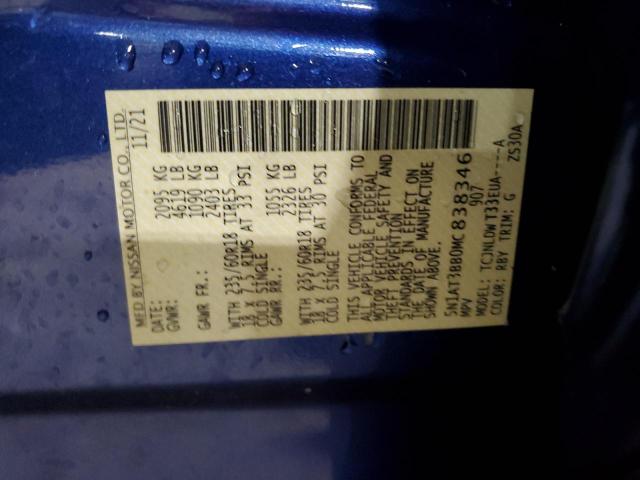 MFD BY NISSAN MOTOR CO., LTD.
DATE: 11/21
GVWR: 2095 KG
4619 LB
GAWR FR.: 1090 KG
2403 LB
WITH 235/60R18 TIRES
18 X 7.5 RIMS AT 33 PSI
COLD SINGLE
GAWR RR.: 1055 KG
2326 LB
WITH 235/60R18 TIRES
18 X 7.5 RIMS AT 30 PSI
COLD SINGLE
THIS VEHICLE CONFORMS TO
ALL APPLICABLE FEDERAL
MOTOR VEHICLE SAFETY AND
THEFT PREVENTION
STANDARDS IN EFFECT ON
THE DATE OF MANUFACTURE
SHOWN ABOVE.
5N1AT3BB0MC838346
MPV 907
MODEL: TCJNLDWT33EUA----A
COLOR: RBY TRIM: G ZS30A